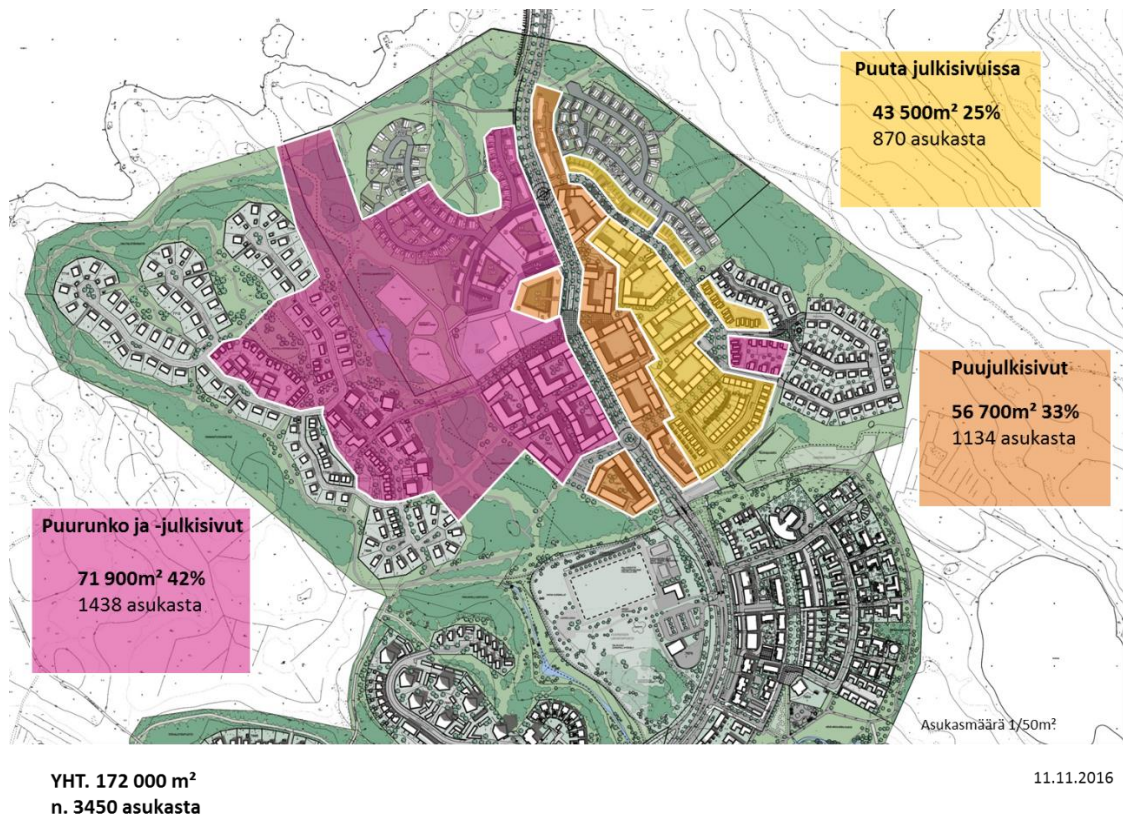 Puuta julkisivuissa
43 500m² 25%
870 asukasta
Puujulkisivut
56 700m² 33%
1134 asukasta
Puurunko ja -julkisivut
71 900m² 42%
1438 asukasta
Asukasmäärä 1/50m²
YHT. 172 000 m²
n. 3450 asukasta
11.11.2016